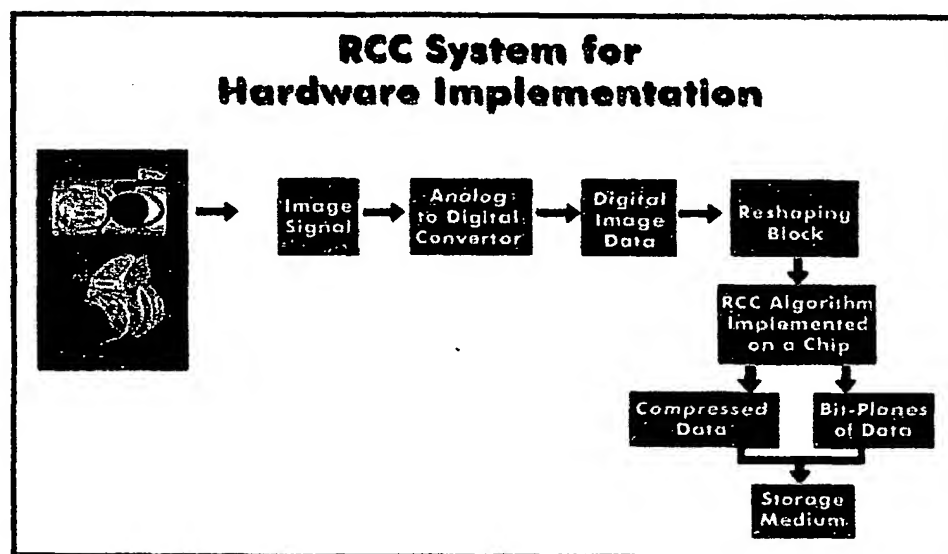 RCC System for
Hardware Implementation
Image
Signal
Analog
to Digital
Convertor
Digital
Image
Data
Reshaping
Block
RCC Algorithm
Implemented
on a Chip
Compressed
Data
Bit-Planes
of Data
Storage
Medium